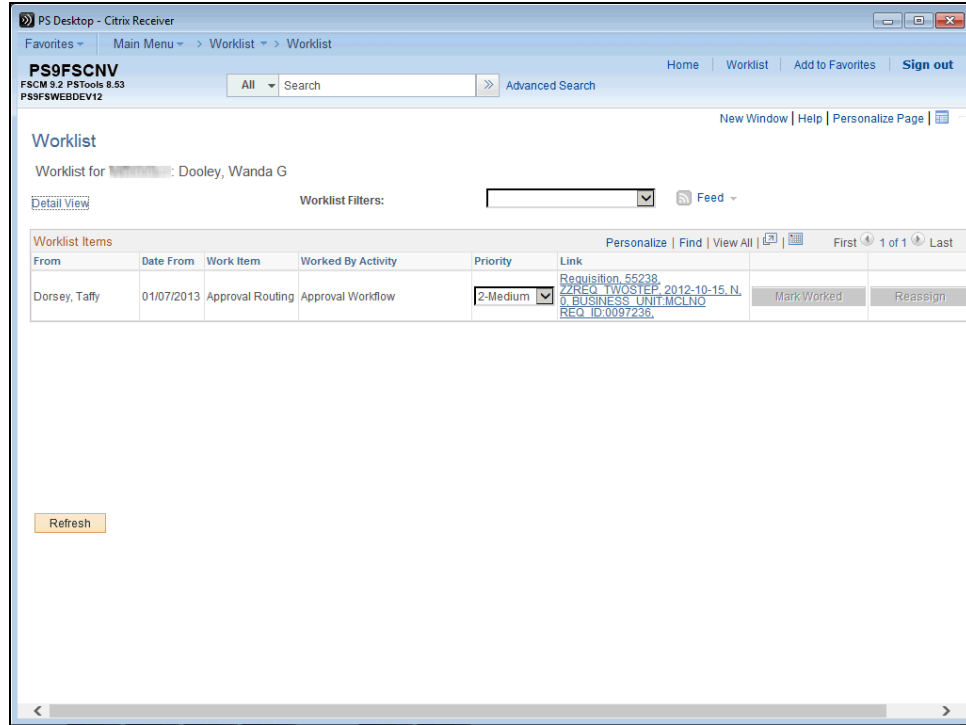 PS Desktop - Citrix Receiver
Favorites Main Menu > Worklist > Worklist
PS9FSCNV
FSCM 9.2 PSTools 8.53
PS9FSWEBDEV12
Home Worklist Add to Favorites Sign out
All Search Advanced Search
New Window | Help | Personalize Page |
Worklist
Worklist for : Dooley, Wanda G
Detail View Worklist Filters: Feed
Worklist Items Personalize | Find | View All | | First 1 of 1 Last
From Date From Work Item Worked By Activity Priority Link
Dorsey, Taffy 01/07/2013 Approval Routing Approval Workflow 2-Medium Requisition, 55238,
ZZREQ_TWOSTEP, 2012-10-15, N,
0, BUSINESS_UNIT:MCLNO
REQ_ID:0097236,
Mark Worked Reassign
Refresh